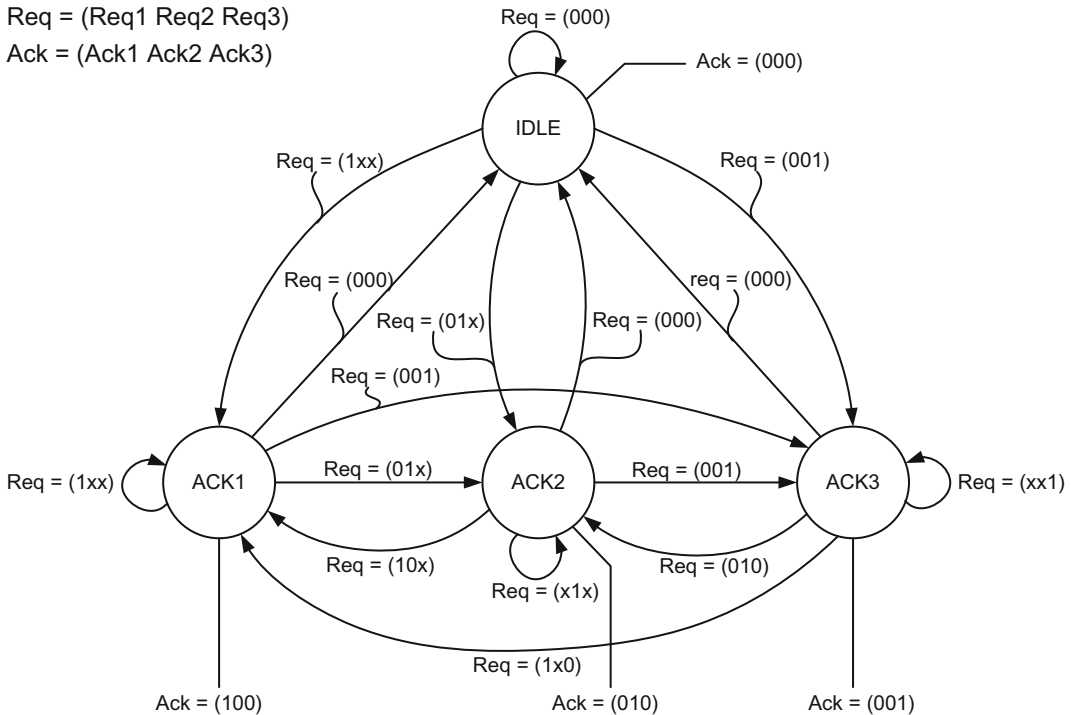 Req = (Req1 Req2 Req3)
Ack = (Ack1 Ack2 Ack3)
Req = (000)
Ack = (000)
IDLE
Req = (1xx)
Req = (001)
Req = (000)
req = (000)
Req = (01x)
Req = (000)
Req = (001)
Req = (1xx)
ACK1
Req = (01x)
ACK2
Req = (001)
ACK3
Req = (xx1)
Req = (10x)
Req = (x1x)
Req = (010)
Req = (1x0)
Ack = (100)
Ack = (010)
Ack = (001)